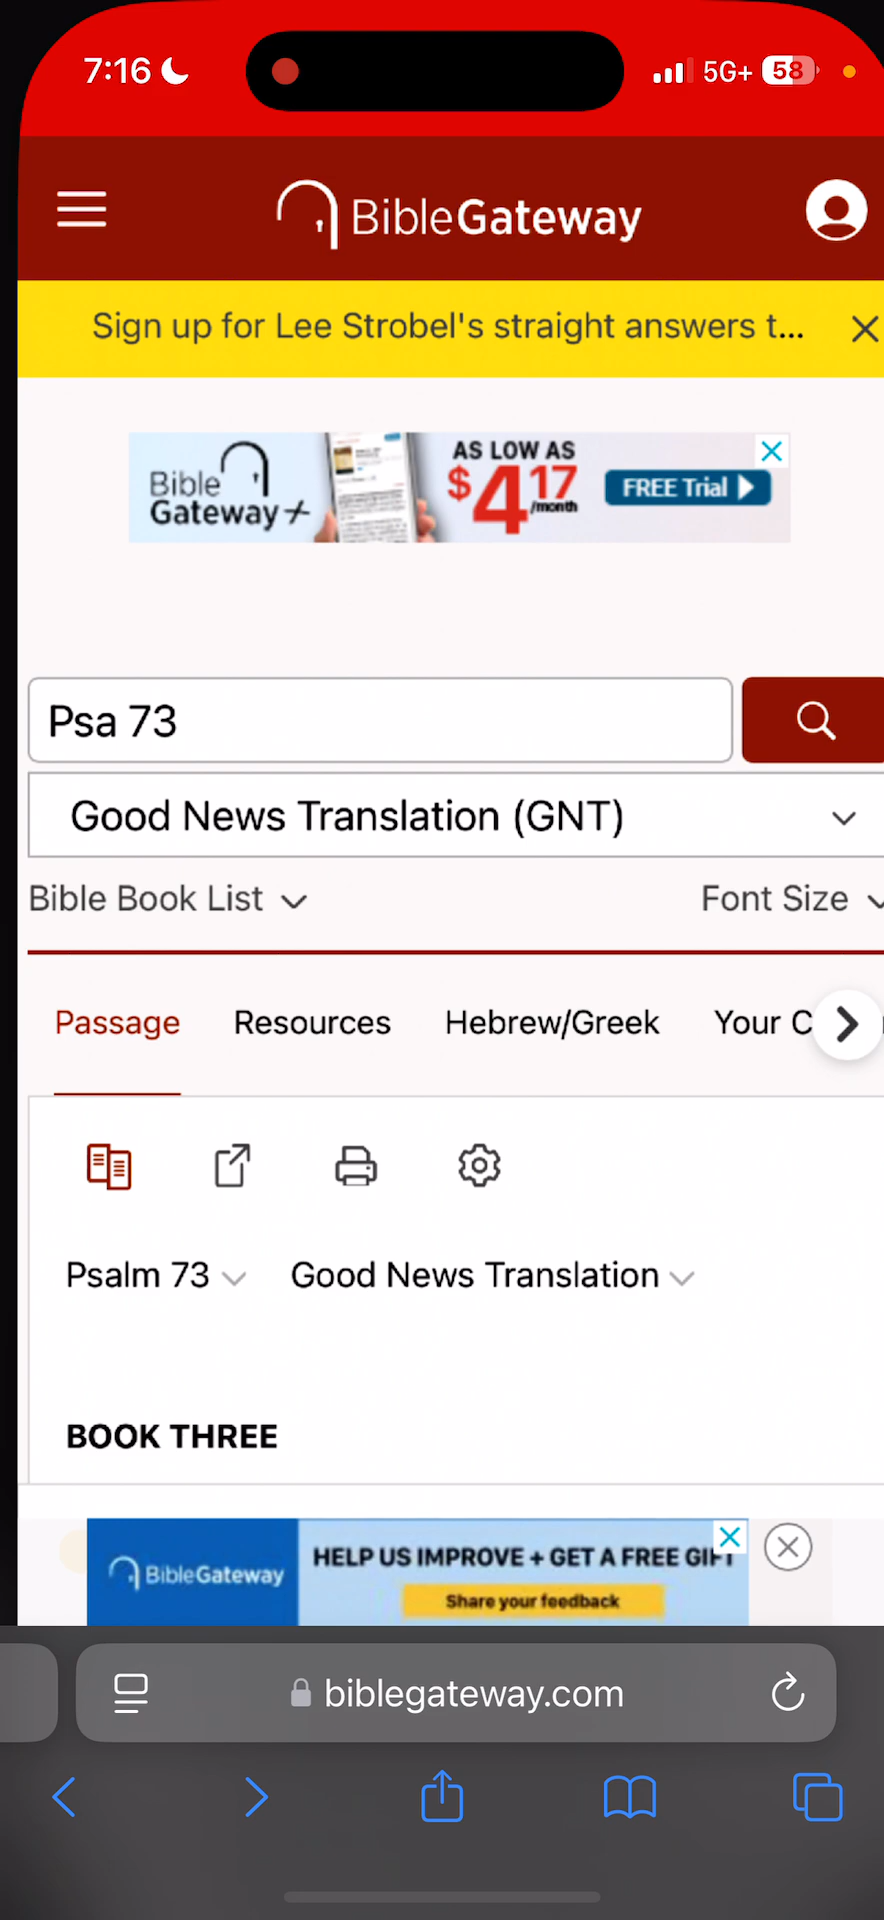 7:16 5G+ 58
BibleGateway
Sign up for Lee Strobel's straight answers t...
Bible Gateway+
AS LOW AS
$4.17 /month
FREE Trial
Psa 73
Good News Translation (GNT)
Bible Book List Font Size
Passage Resources Hebrew/Greek Your C
Psalm 73 Good News Translation
BOOK THREE
BibleGateway
HELP US IMPROVE + GET A FREE GIFT
Share your feedback
biblegateway.com